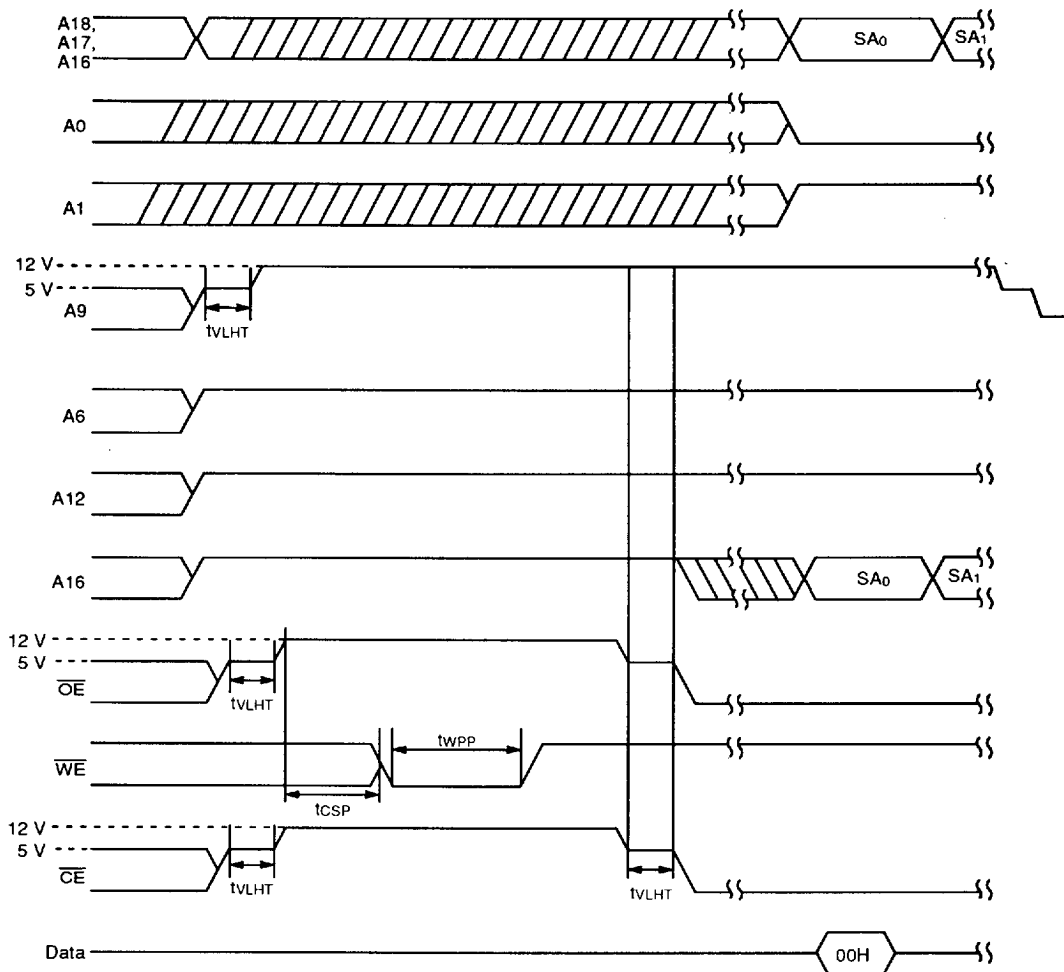 A18,
A17,
A16
SA0
SA1
A0
A1
12 V
5 V
A9
tVLHT
A6
A12
A16
SA0
SA1
12 V
5 V
OE
tVLHT
tWPP
WE
tCSP
12 V
5 V
CE
tVLHT
tVLHT
Data
00H